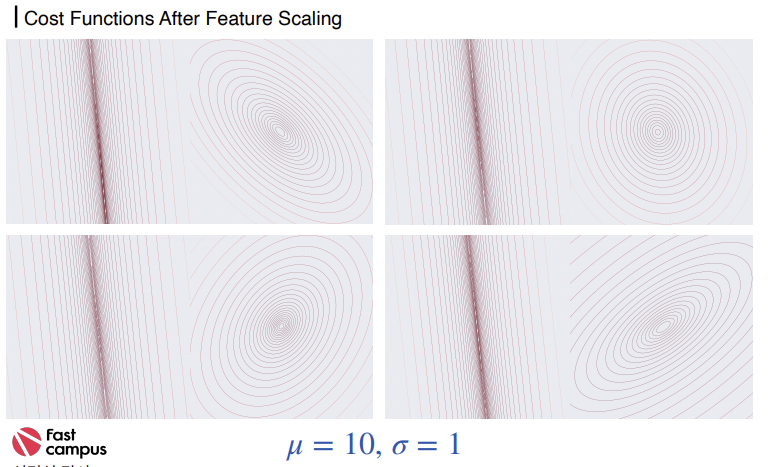 Cost Functions After Feature Scaling
Fast
campus
μ = 10, σ = 1